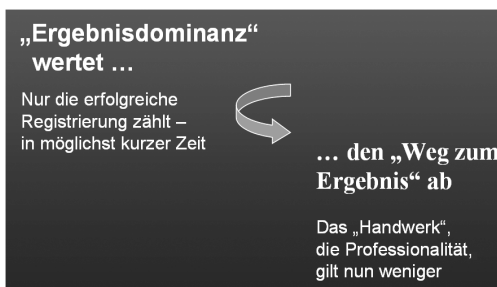 „Ergebnisdominanz“
wertet …
Nur die erfolgreiche
Registrierung zählt –
in möglichst kurzer Zeit
… den „Weg zum
Ergebnis“ ab
Das „Handwerk“,
die Professionalität,
gilt nun weniger